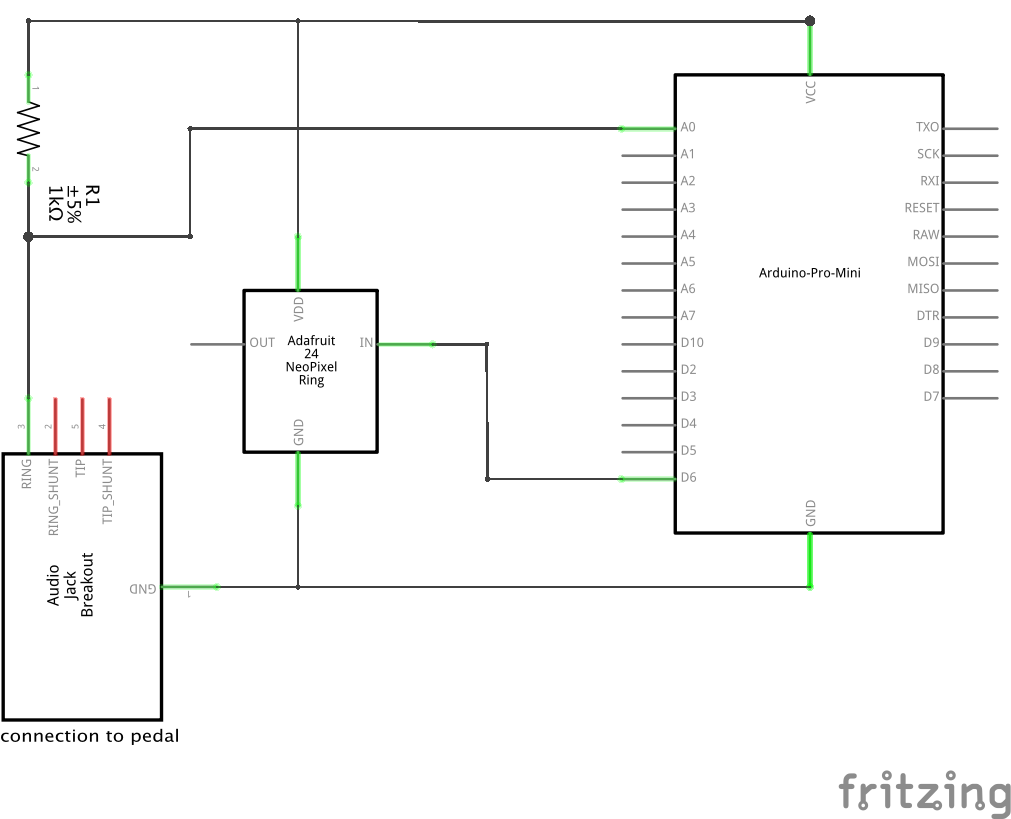 VCC
1
2
R1
±5%
1kΩ
A0
A1
A2
A3
A4
A5
A6
A7
D10
D2
D3
D4
D5
D6
TXO
SCK
RXI
RESET
RAW
MOSI
MISO
DTR
D9
D8
D7
Arduino-Pro-Mini
GND
VDD
OUT
IN
Adafruit
24
NeoPixel
Ring
GND
3
2
5
4
RING
RING_SHUNT
TIP
TIP_SHUNT
Audio
Jack
Breakout
GND
1
connection to pedal
fritzing